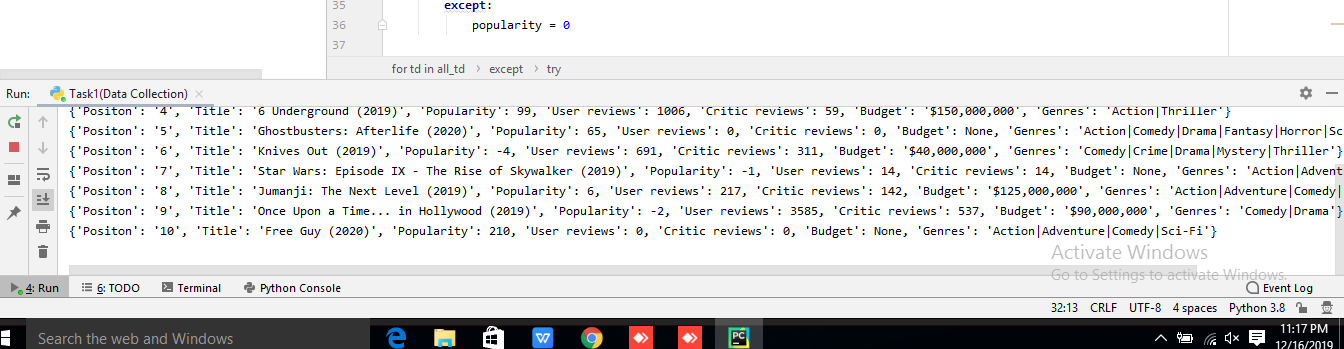 35 except:
36 popularity = 0
37
for td in all_td > except > try
Run: Task1(Data Collection) ×
{'Positon': '4', 'Title': '6 Underground (2019)', 'Popularity': 99, 'User reviews': 1006, 'Critic reviews': 59, 'Budget': '$150,000,000', 'Genres': 'Action|Thriller'}
{'Positon': '5', 'Title': 'Ghostbusters: Afterlife (2020)', 'Popularity': 65, 'User reviews': 0, 'Critic reviews': 0, 'Budget': None, 'Genres': 'Action|Comedy|Drama|Fantasy|Horror|Sc
{'Positon': '6', 'Title': 'Knives Out (2019)', 'Popularity': -4, 'User reviews': 691, 'Critic reviews': 311, 'Budget': '$40,000,000', 'Genres': 'Comedy|Crime|Drama|Mystery|Thriller'}
{'Positon': '7', 'Title': 'Star Wars: Episode IX - The Rise of Skywalker (2019)', 'Popularity': -1, 'User reviews': 14, 'Critic reviews': 14, 'Budget': None, 'Genres': 'Action|Advent
{'Positon': '8', 'Title': 'Jumanji: The Next Level (2019)', 'Popularity': 6, 'User reviews': 217, 'Critic reviews': 142, 'Budget': '$125,000,000', 'Genres': 'Action|Adventure|Comedy|
{'Positon': '9', 'Title': 'Once Upon a Time... in Hollywood (2019)', 'Popularity': -2, 'User reviews': 3585, 'Critic reviews': 537, 'Budget': '$90,000,000', 'Genres': 'Comedy|Drama'}
{'Positon': '10', 'Title': 'Free Guy (2020)', 'Popularity': 210, 'User reviews': 0, 'Critic reviews': 0, 'Budget': None, 'Genres': 'Action|Adventure|Comedy|Sci-Fi'}
Activate Windows
Go to Settings to activate Windows.
4: Run 6: TODO Terminal Python Console Event Log
32:13 CRLF UTF-8 4 spaces Python 3.8
Search the web and Windows W PC 11:17 PM
12/16/2019